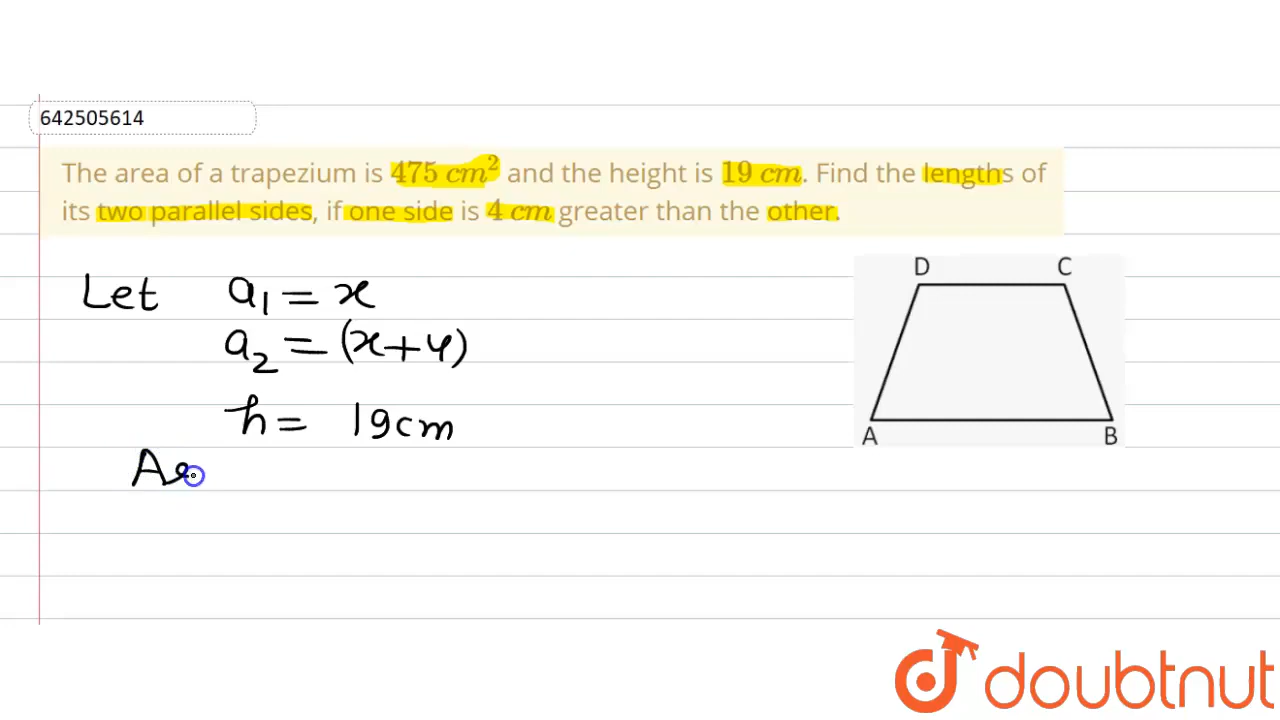 642505614
The area of a trapezium is 475 cm² and the height is 19 cm. Find the lengths of
its two parallel sides, if one side is 4 cm greater than the other.
Let a₁ = x
a₂ = (x+4)
h = 19cm
D C
A B
doubtnut